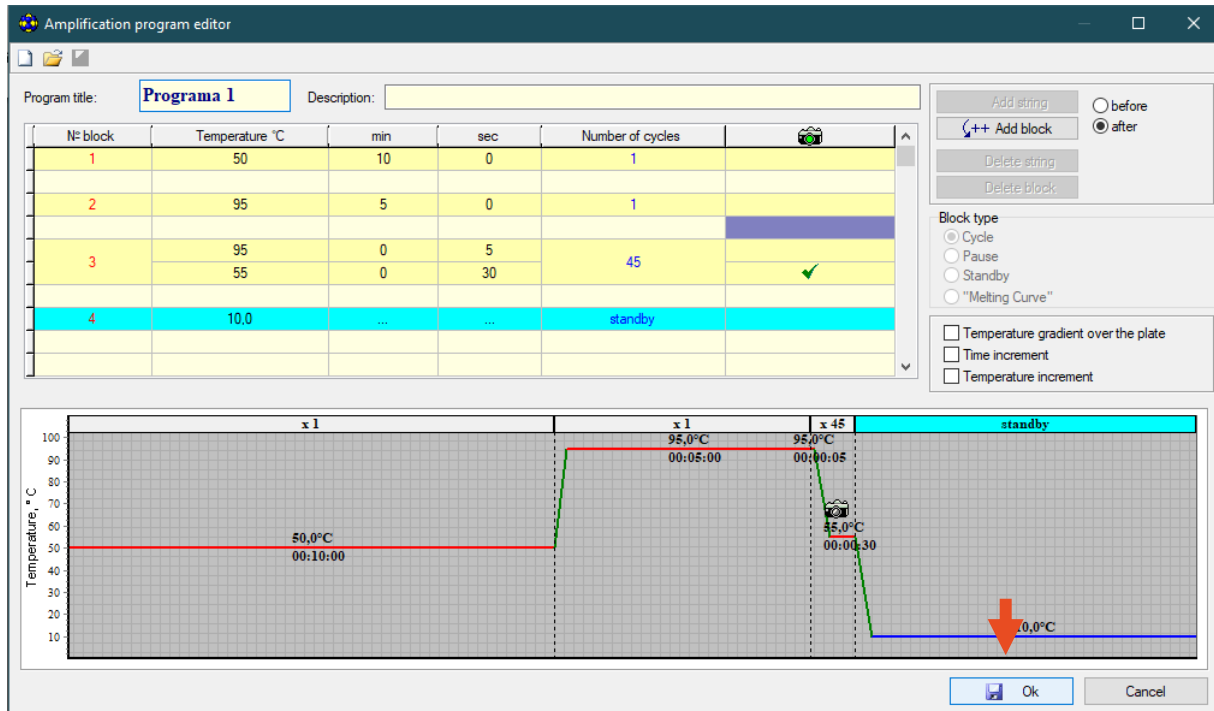 Amplification program editor
Program title: Programa 1 Description:
Add string
before
++ Add block
after
Delete string
Delete block
Nº block Temperature °C min sec Number of cycles
1 50 10 0 1
2 95 5 0 1
3 95 0 5 45
55 0 30
4 10,0 ... ... standby
Block type
Cycle
Pause
Standby
"Melting Curve"
Temperature gradient over the plate
Time increment
Temperature increment
x 1 x 1 x 45 standby
Temperature, °C
100
90
80
70
60
50
40
30
20
10
50,0°C
00:10:00
95,0°C
00:05:00
95,0°C
00:00:05
55,0°C
00:00:30
0,0°C
Ok Cancel